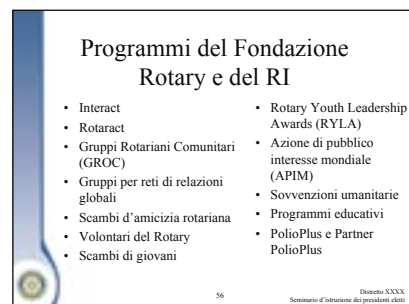 Programmi del Fondazione
Rotary e del RI
• Interact
• Rotaract
• Gruppi Rotariani Comunitari
(GROC)
• Gruppi per reti di relazioni
globali
• Scambi d'amicizia rotariana
• Volontari del Rotary
• Scambi di giovani
• Rotary Youth Leadership
Awards (RYLA)
• Azione di pubblico
interesse mondiale
(APIM)
• Sovvenzioni umanitarie
• Programmi educativi
• PolioPlus e Partner
PolioPlus
56
Distretto XXXX
Seminario d'istruzione dei presidenti eletti